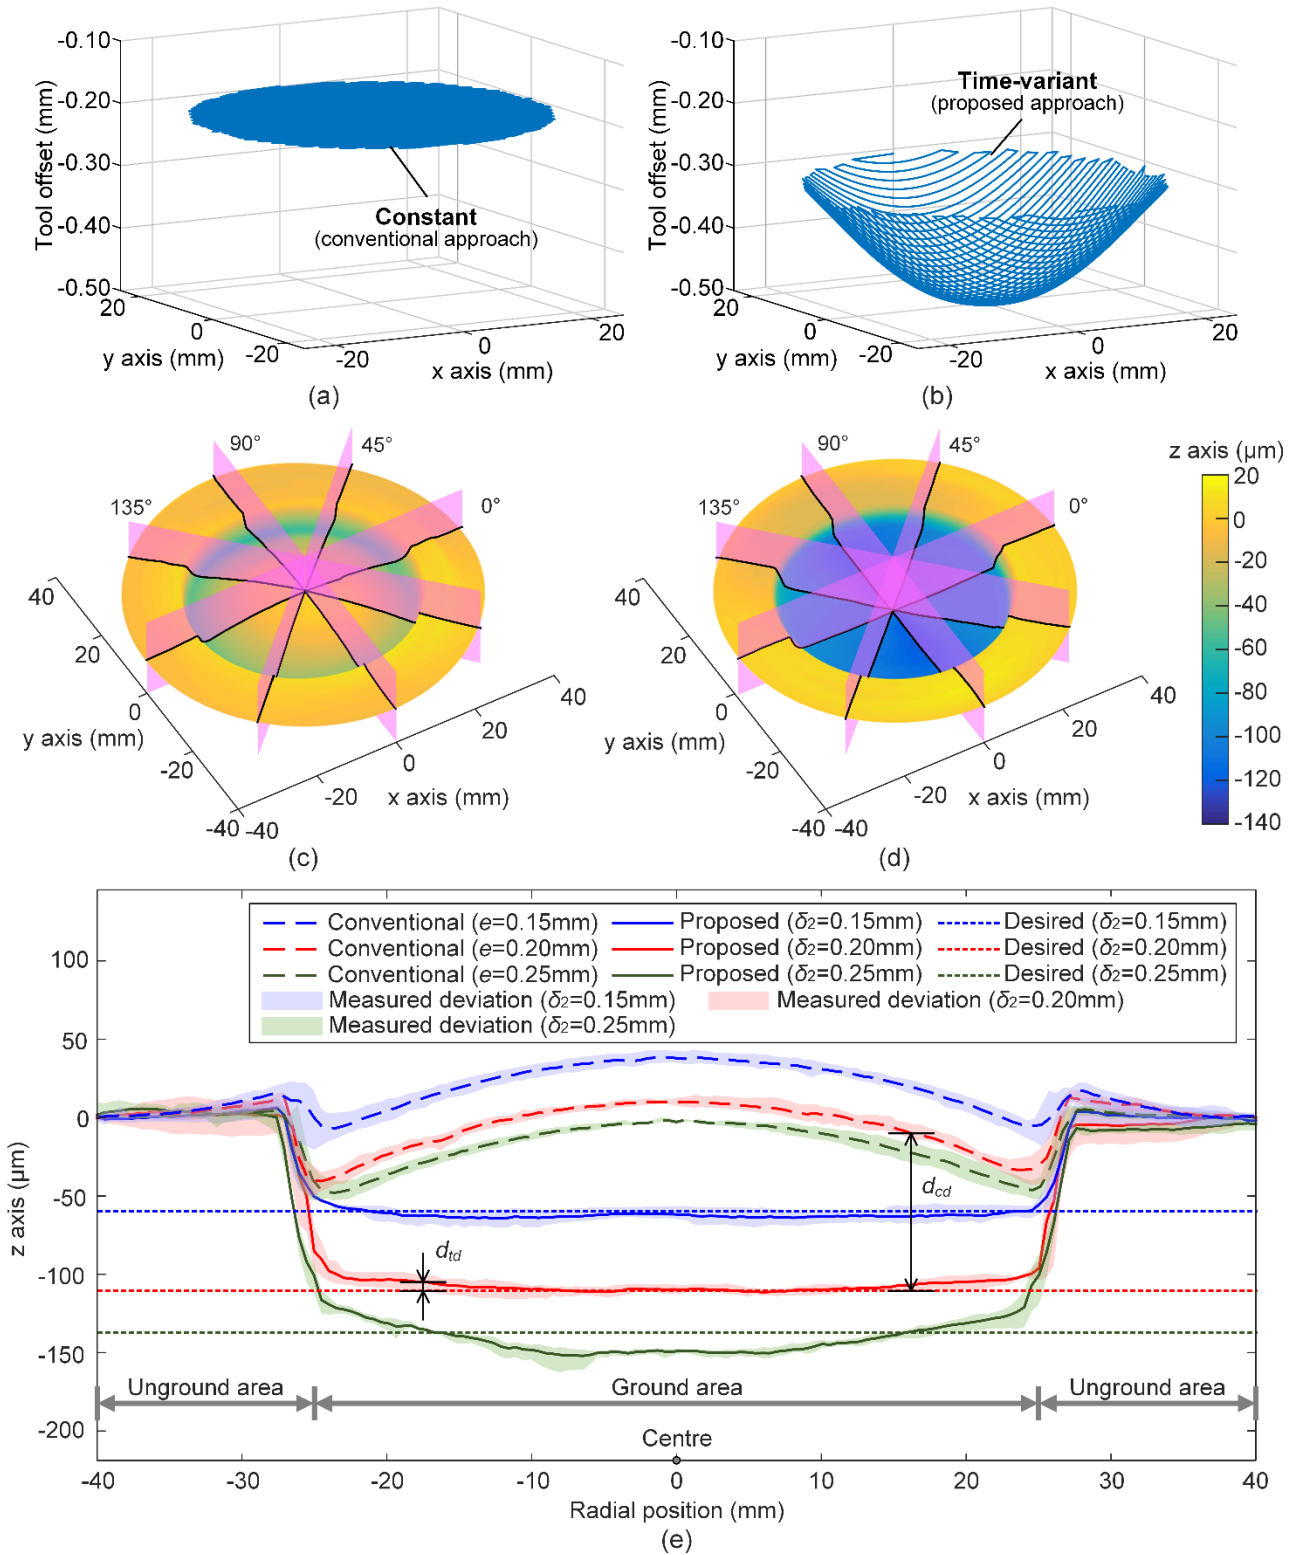 -0.10
-0.20
-0.30
-0.40
-0.50
Tool offset (mm)
20
0
-20
y axis (mm)
-20
0
20
x axis (mm)
Constant
(conventional approach)
(a)
-0.10
-0.20
-0.30
-0.40
-0.50
Tool offset (mm)
20
0
-20
y axis (mm)
-20
0
20
x axis (mm)
Time-variant
(proposed approach)
(b)
90°
45°
135°
0°
40
20
0
-20
-40
y axis (mm)
-40
-20
0
20
40
x axis (mm)
(c)
90°
45°
135°
0°
40
20
0
-20
-40
y axis (mm)
-40
-20
0
20
40
x axis (mm)
(d)
z axis (µm)
20
0
-20
-40
-60
-80
-100
-120
-140
Conventional (e=0.15mm)
Proposed (δ₂=0.15mm)
Desired (δ₂=0.15mm)
Conventional (e=0.20mm)
Proposed (δ₂=0.20mm)
Desired (δ₂=0.20mm)
Conventional (e=0.25mm)
Proposed (δ₂=0.25mm)
Desired (δ₂=0.25mm)
Measured deviation (δ₂=0.15mm)
Measured deviation (δ₂=0.20mm)
Measured deviation (δ₂=0.25mm)
100
50
0
-50
-100
-150
-200
z axis (µm)
d_cd
d_td
Unground area
Ground area
Unground area
Centre
-40
-30
-20
-10
0
10
20
30
40
Radial position (mm)
(e)